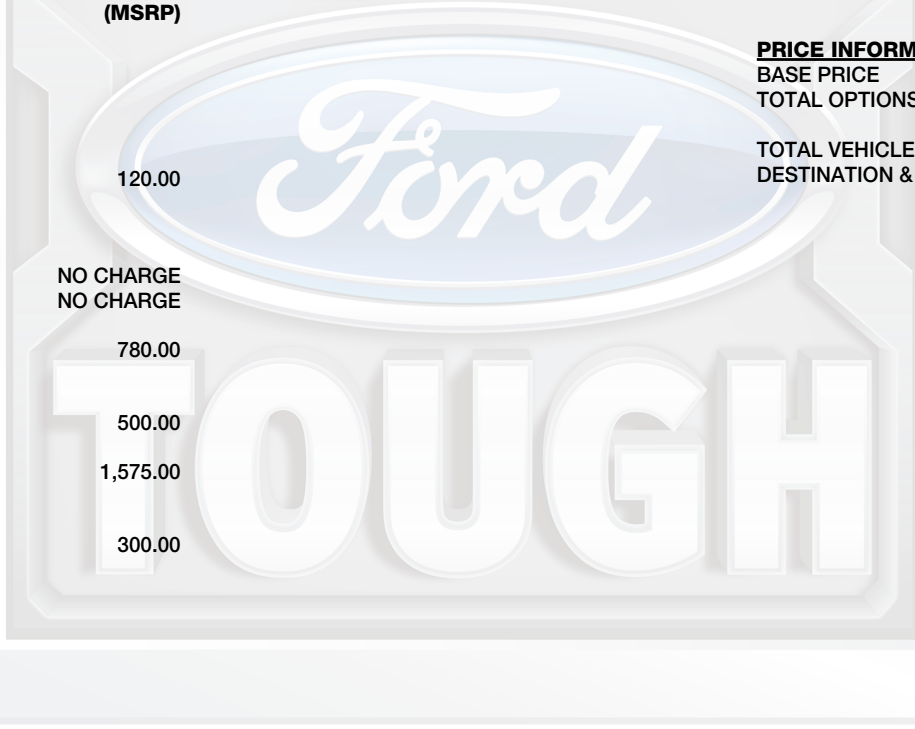 (MSRP)
120.00
NO CHARGE
NO CHARGE
780.00
500.00
1,575.00
300.00
PRICE INFORM
BASE PRICE
TOTAL OPTIONS
TOTAL VEHICLE
DESTINATION &
Ford
TOUGH